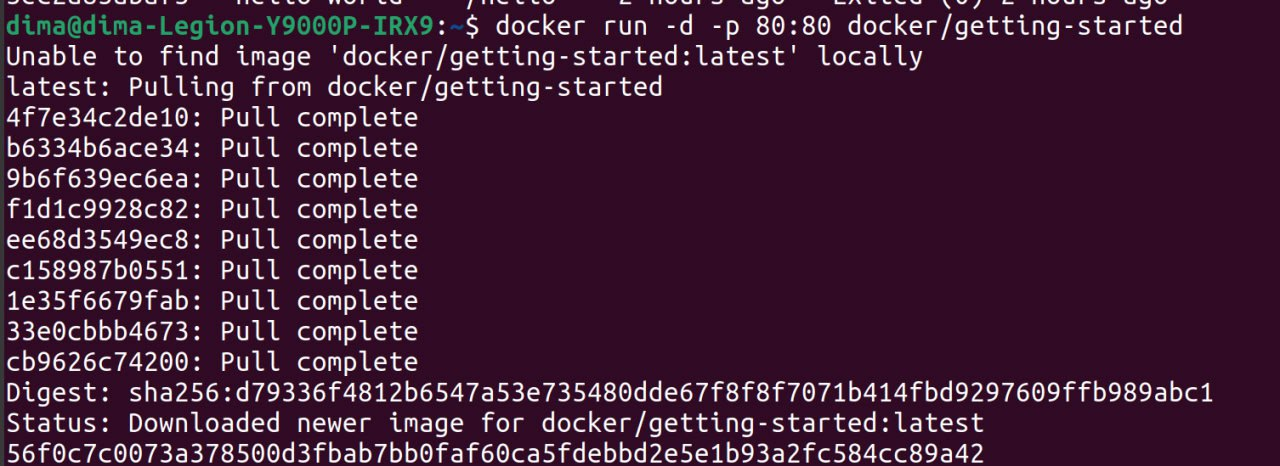 dima@dima-Legion-Y9000P-IRX9:~$ docker run -d -p 80:80 docker/getting-started
Unable to find image 'docker/getting-started:latest' locally
latest: Pulling from docker/getting-started
4f7e34c2de10: Pull complete
b6334b6ace34: Pull complete
9b6f639ec6ea: Pull complete
f1d1c9928c82: Pull complete
ee68d3549ec8: Pull complete
c158987b0551: Pull complete
1e35f6679fab: Pull complete
33e0cbbb4673: Pull complete
cb9626c74200: Pull complete
Digest: sha256:d79336f4812b6547a53e735480dde67f8f8f7071b414fbd9297609ffb989abc1
Status: Downloaded newer image for docker/getting-started:latest
56f0c7c0073a378500d3fbab7bb0faf60ca5fdebbd2e5e1b93a2fc584cc89a42